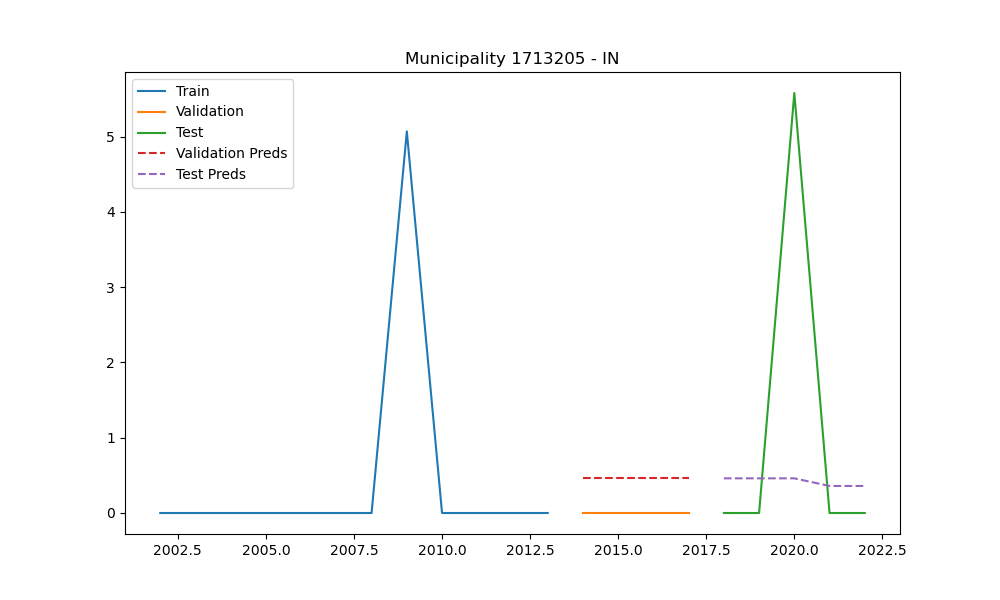 Municipality 1713205 - IN
Train
Validation
Test
Validation Preds
Test Preds
5
4
3
2
1
0
2002.5 2005.0 2007.5 2010.0 2012.5 2015.0 2017.5 2020.0 2022.5